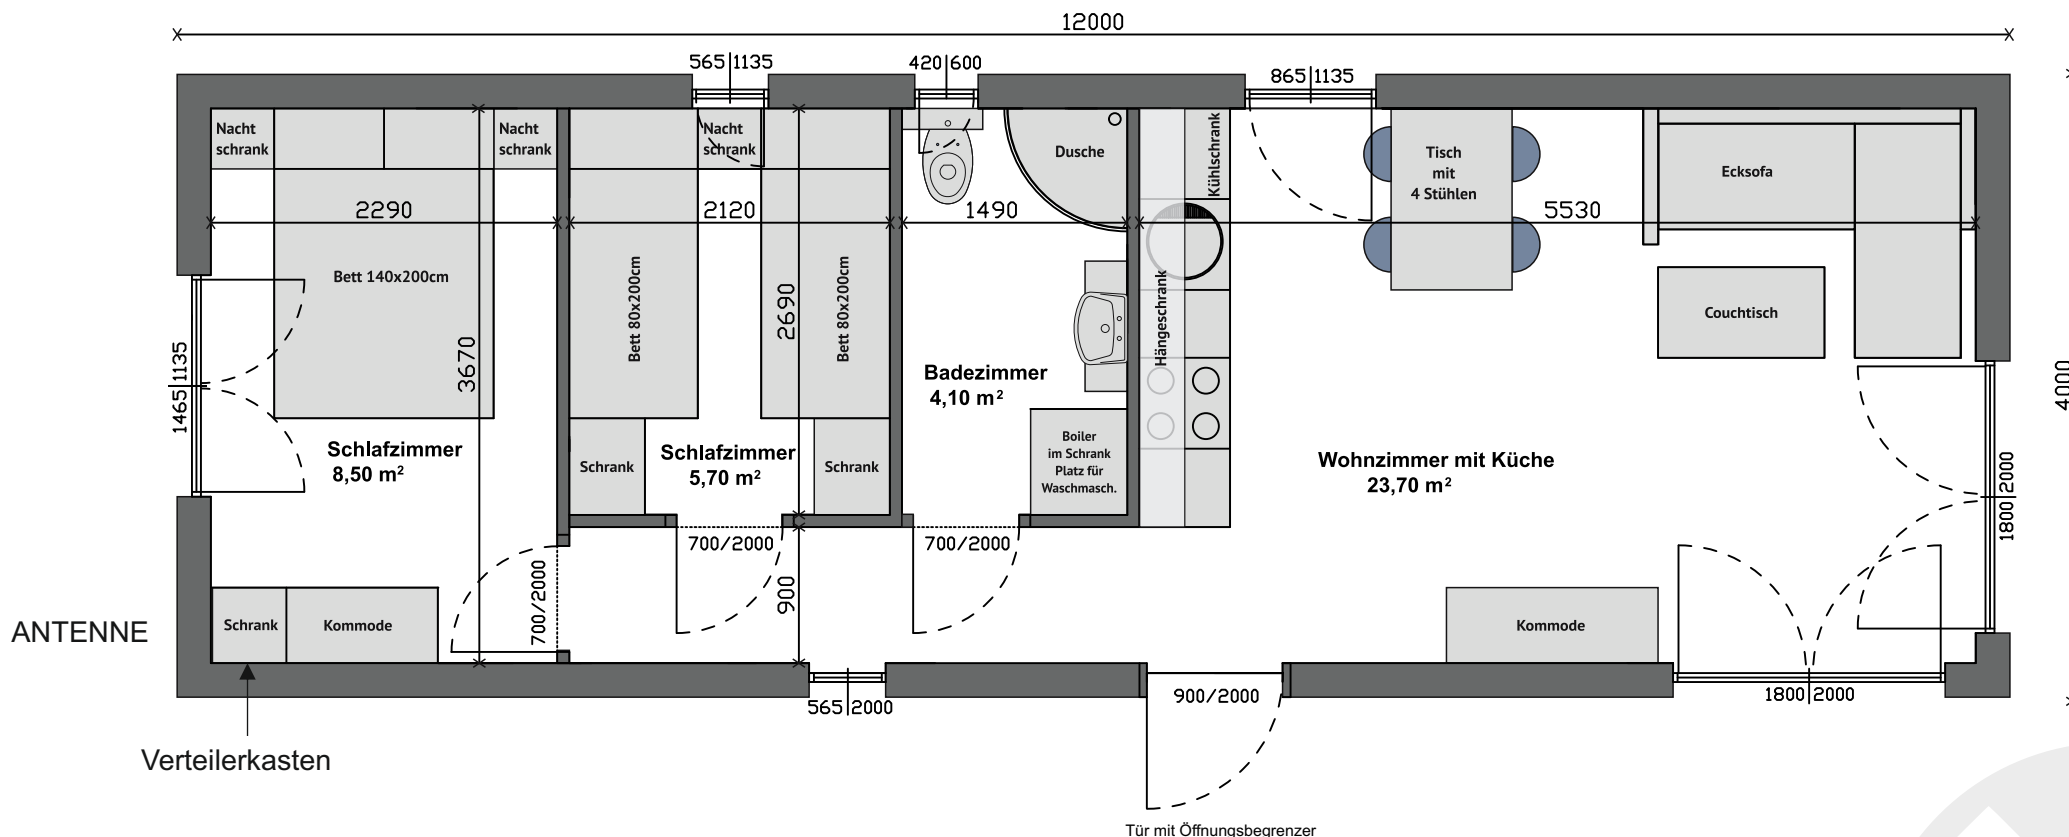 12000
565|1135
420|600
865|1135
Nacht
schrank
Nacht
schrank
Nacht
schrank
Dusche
Kühlschrank
Tisch
mit
4 Stühlen
Ecksofa
2290
2120
1490
5530
Bett 140x200cm
Bett 80x200cm
2690
Bett 80x200cm
Hängeschrank
Couchtisch
1465|1135
3670
4000
Badezimmer
4,10 m²
Schlafzimmer
8,50 m²
Schrank
Schlafzimmer
5,70 m²
Schrank
Boiler
im Schrank
Platz für
Waschmasch.
Wohnzimmer mit Küche
23,70 m²
1800|2000
700/2000
700/2000
700/2000
900
ANTENNE
Schrank
Kommode
Kommode
565|2000
900/2000
1800|2000
Verteilerkasten
Tür mit Öffnungsbegrenzer